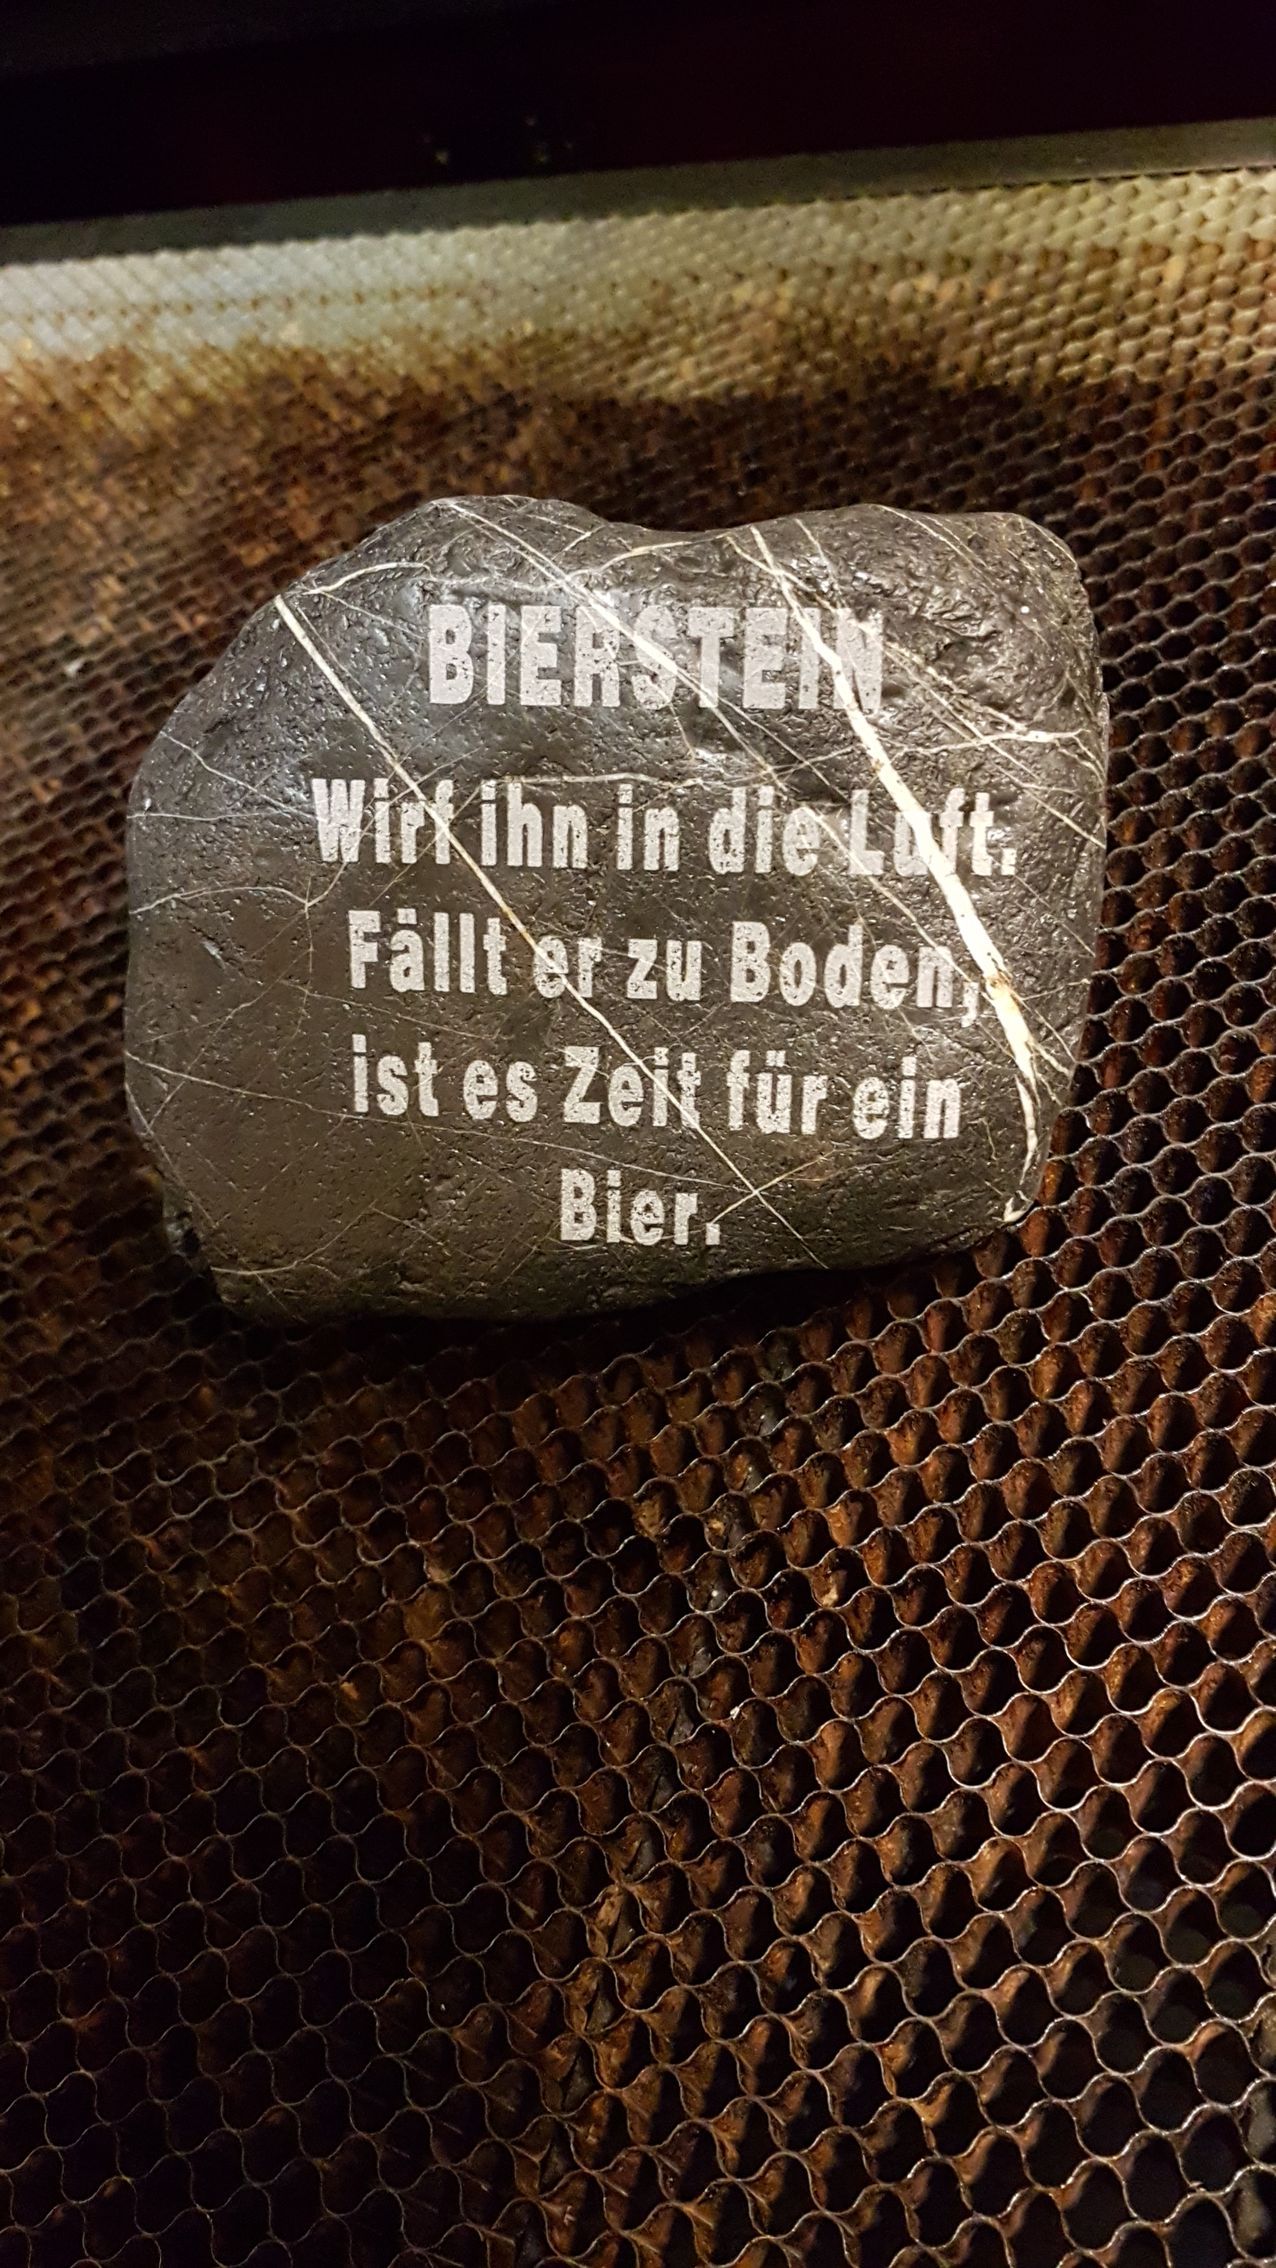 BIERSTEIN
Wirf ihn in die Luft.
Fällt er zu Boden,
ist es Zeit für ein
Bier.